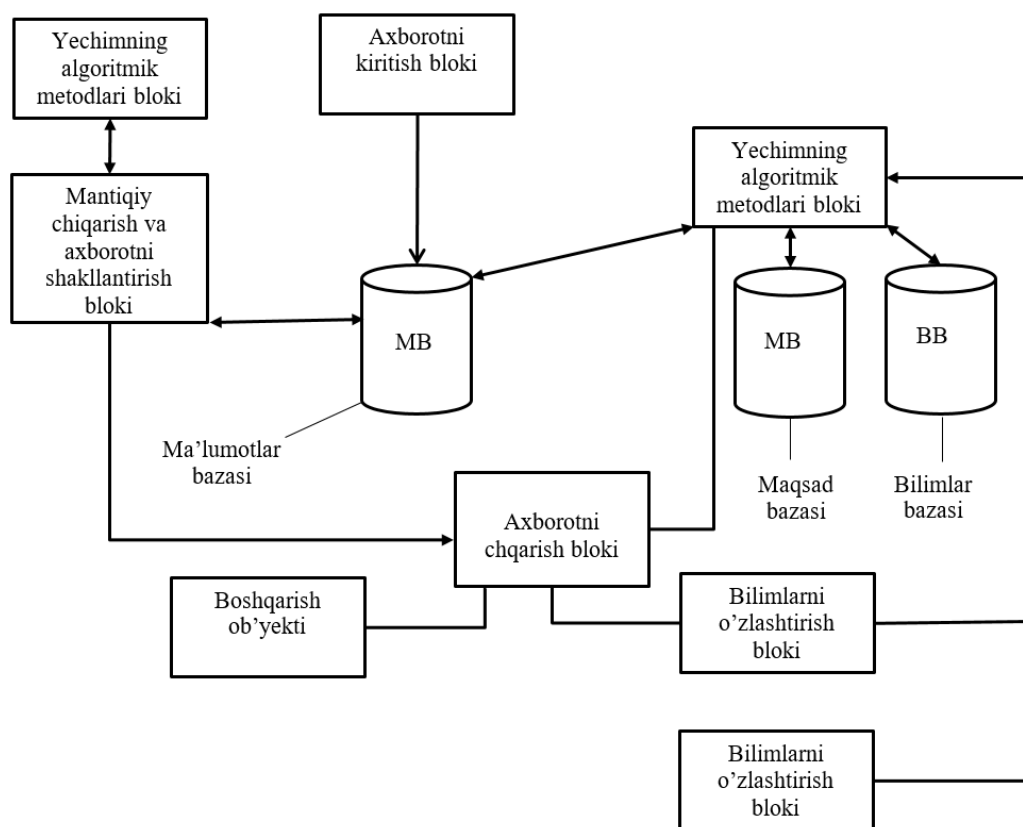 Yechimning
algoritmik
metodlari bloki
Axborotni
kiritish bloki
Yechimning
algoritmik
metodlari bloki
Mantiqiy
chiqarish va
axborotni
shakllantirish
bloki
MB
MB
BB
Ma’lumotlar
bazasi
Maqsad
bazasi
Bilimlar
bazasi
Axborotni
chqarish bloki
Boshqarish
ob’yekti
Bilimlarni
o’zlashtirish
bloki
Bilimlarni
o’zlashtirish
bloki